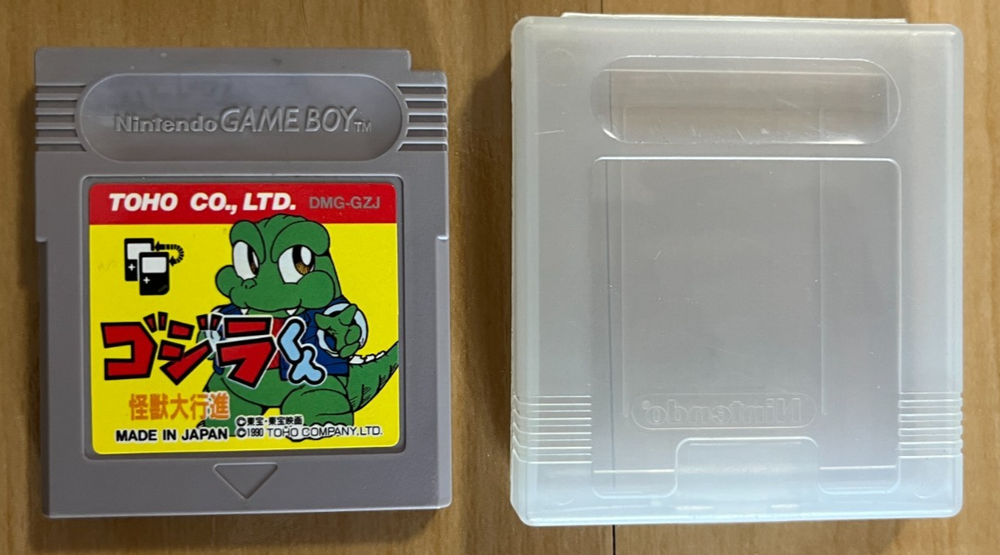 Nintendo GAME BOY TM
TOHO CO., LTD. DMG-GZJ
ゴジラくん
怪獣大行進
©東宝・東宝映画
MADE IN JAPAN ©1990 TOHO COMPANY.LTD.
Nintendo®